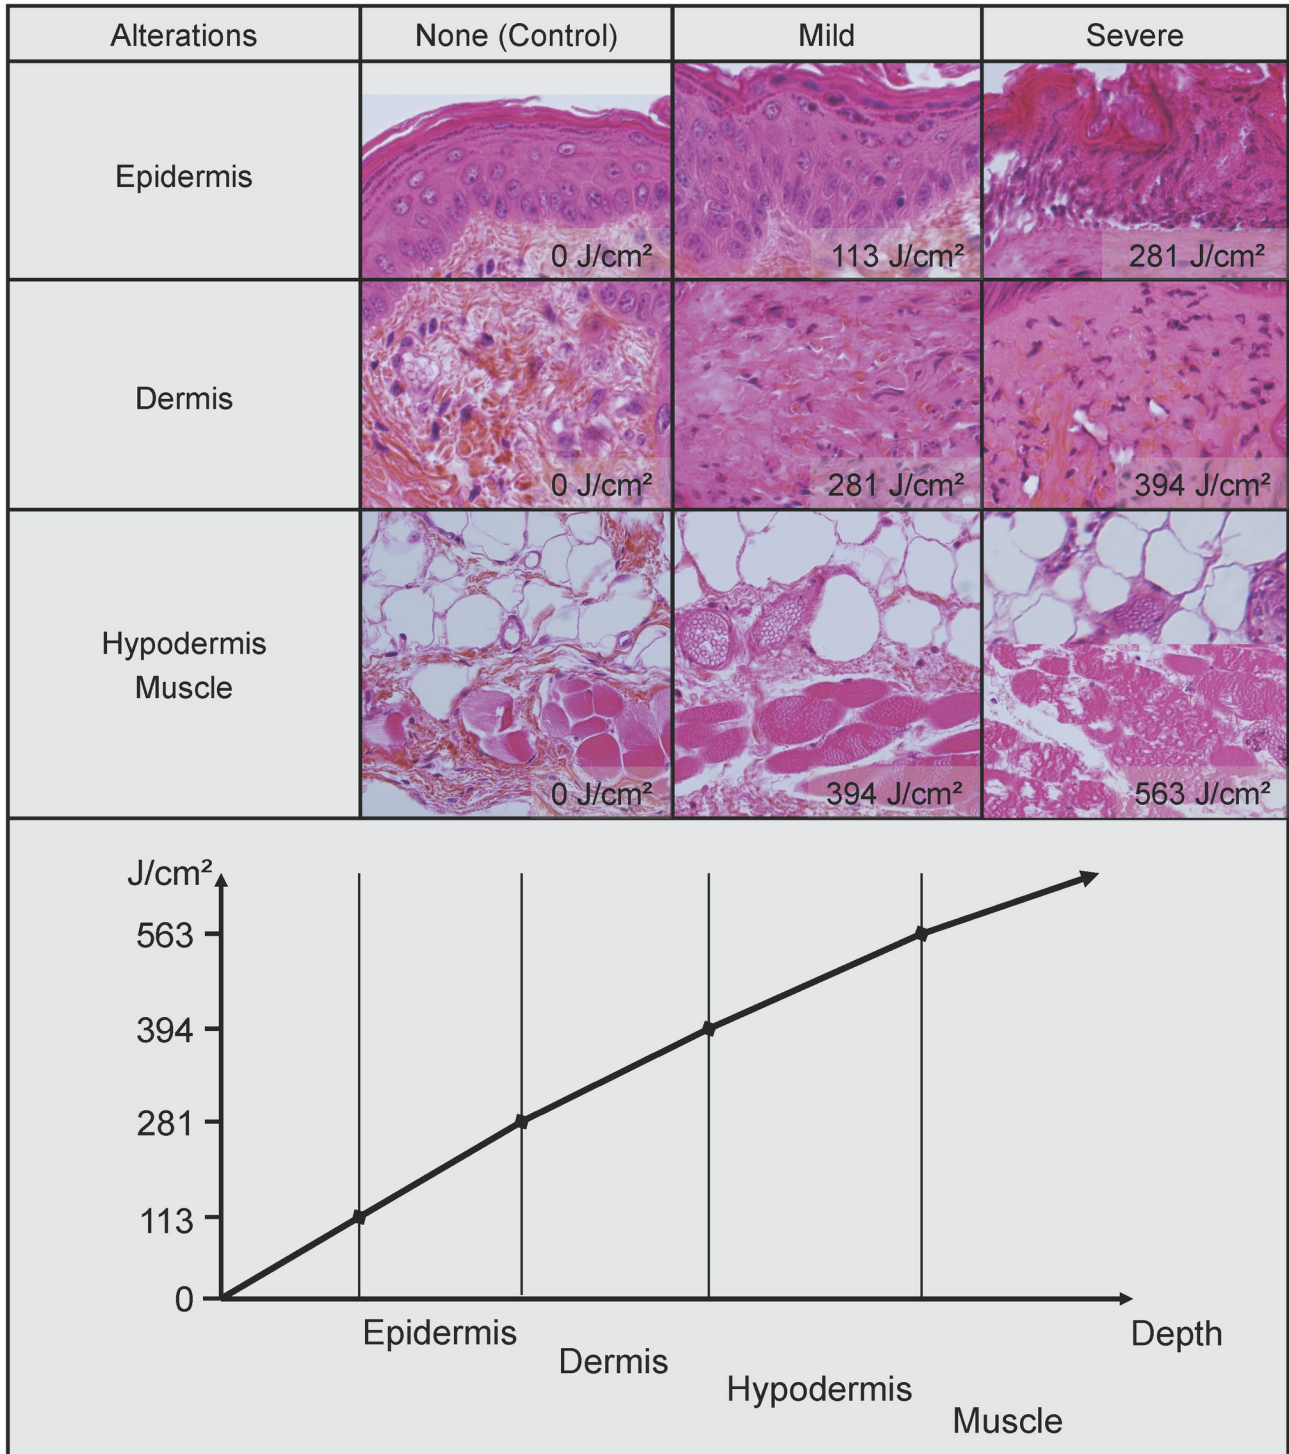 Alterations
None (Control)
Mild
Severe
Epidermis
0 J/cm²
113 J/cm²
281 J/cm²
Dermis
0 J/cm²
281 J/cm²
394 J/cm²
Hypodermis
Muscle
0 J/cm²
394 J/cm²
563 J/cm²
J/cm²
563
394
281
113
0
Epidermis
Dermis
Hypodermis
Muscle
Depth